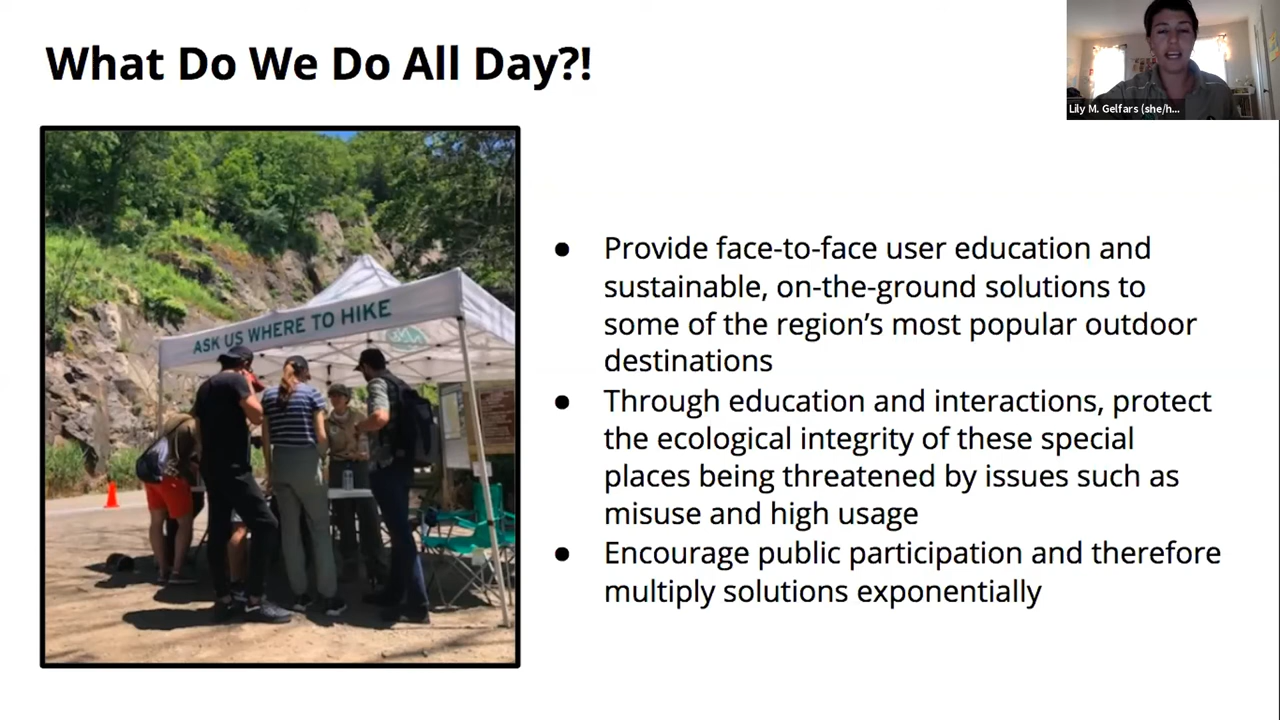 What Do We Do All Day?!
Lily M. Gelfars (she/h...
ASK US WHERE TO HIKE
● Provide face-to-face user education and
sustainable, on-the-ground solutions to
some of the region's most popular outdoor
destinations
● Through education and interactions, protect
the ecological integrity of these special
places being threatened by issues such as
misuse and high usage
● Encourage public participation and therefore
multiply solutions exponentially